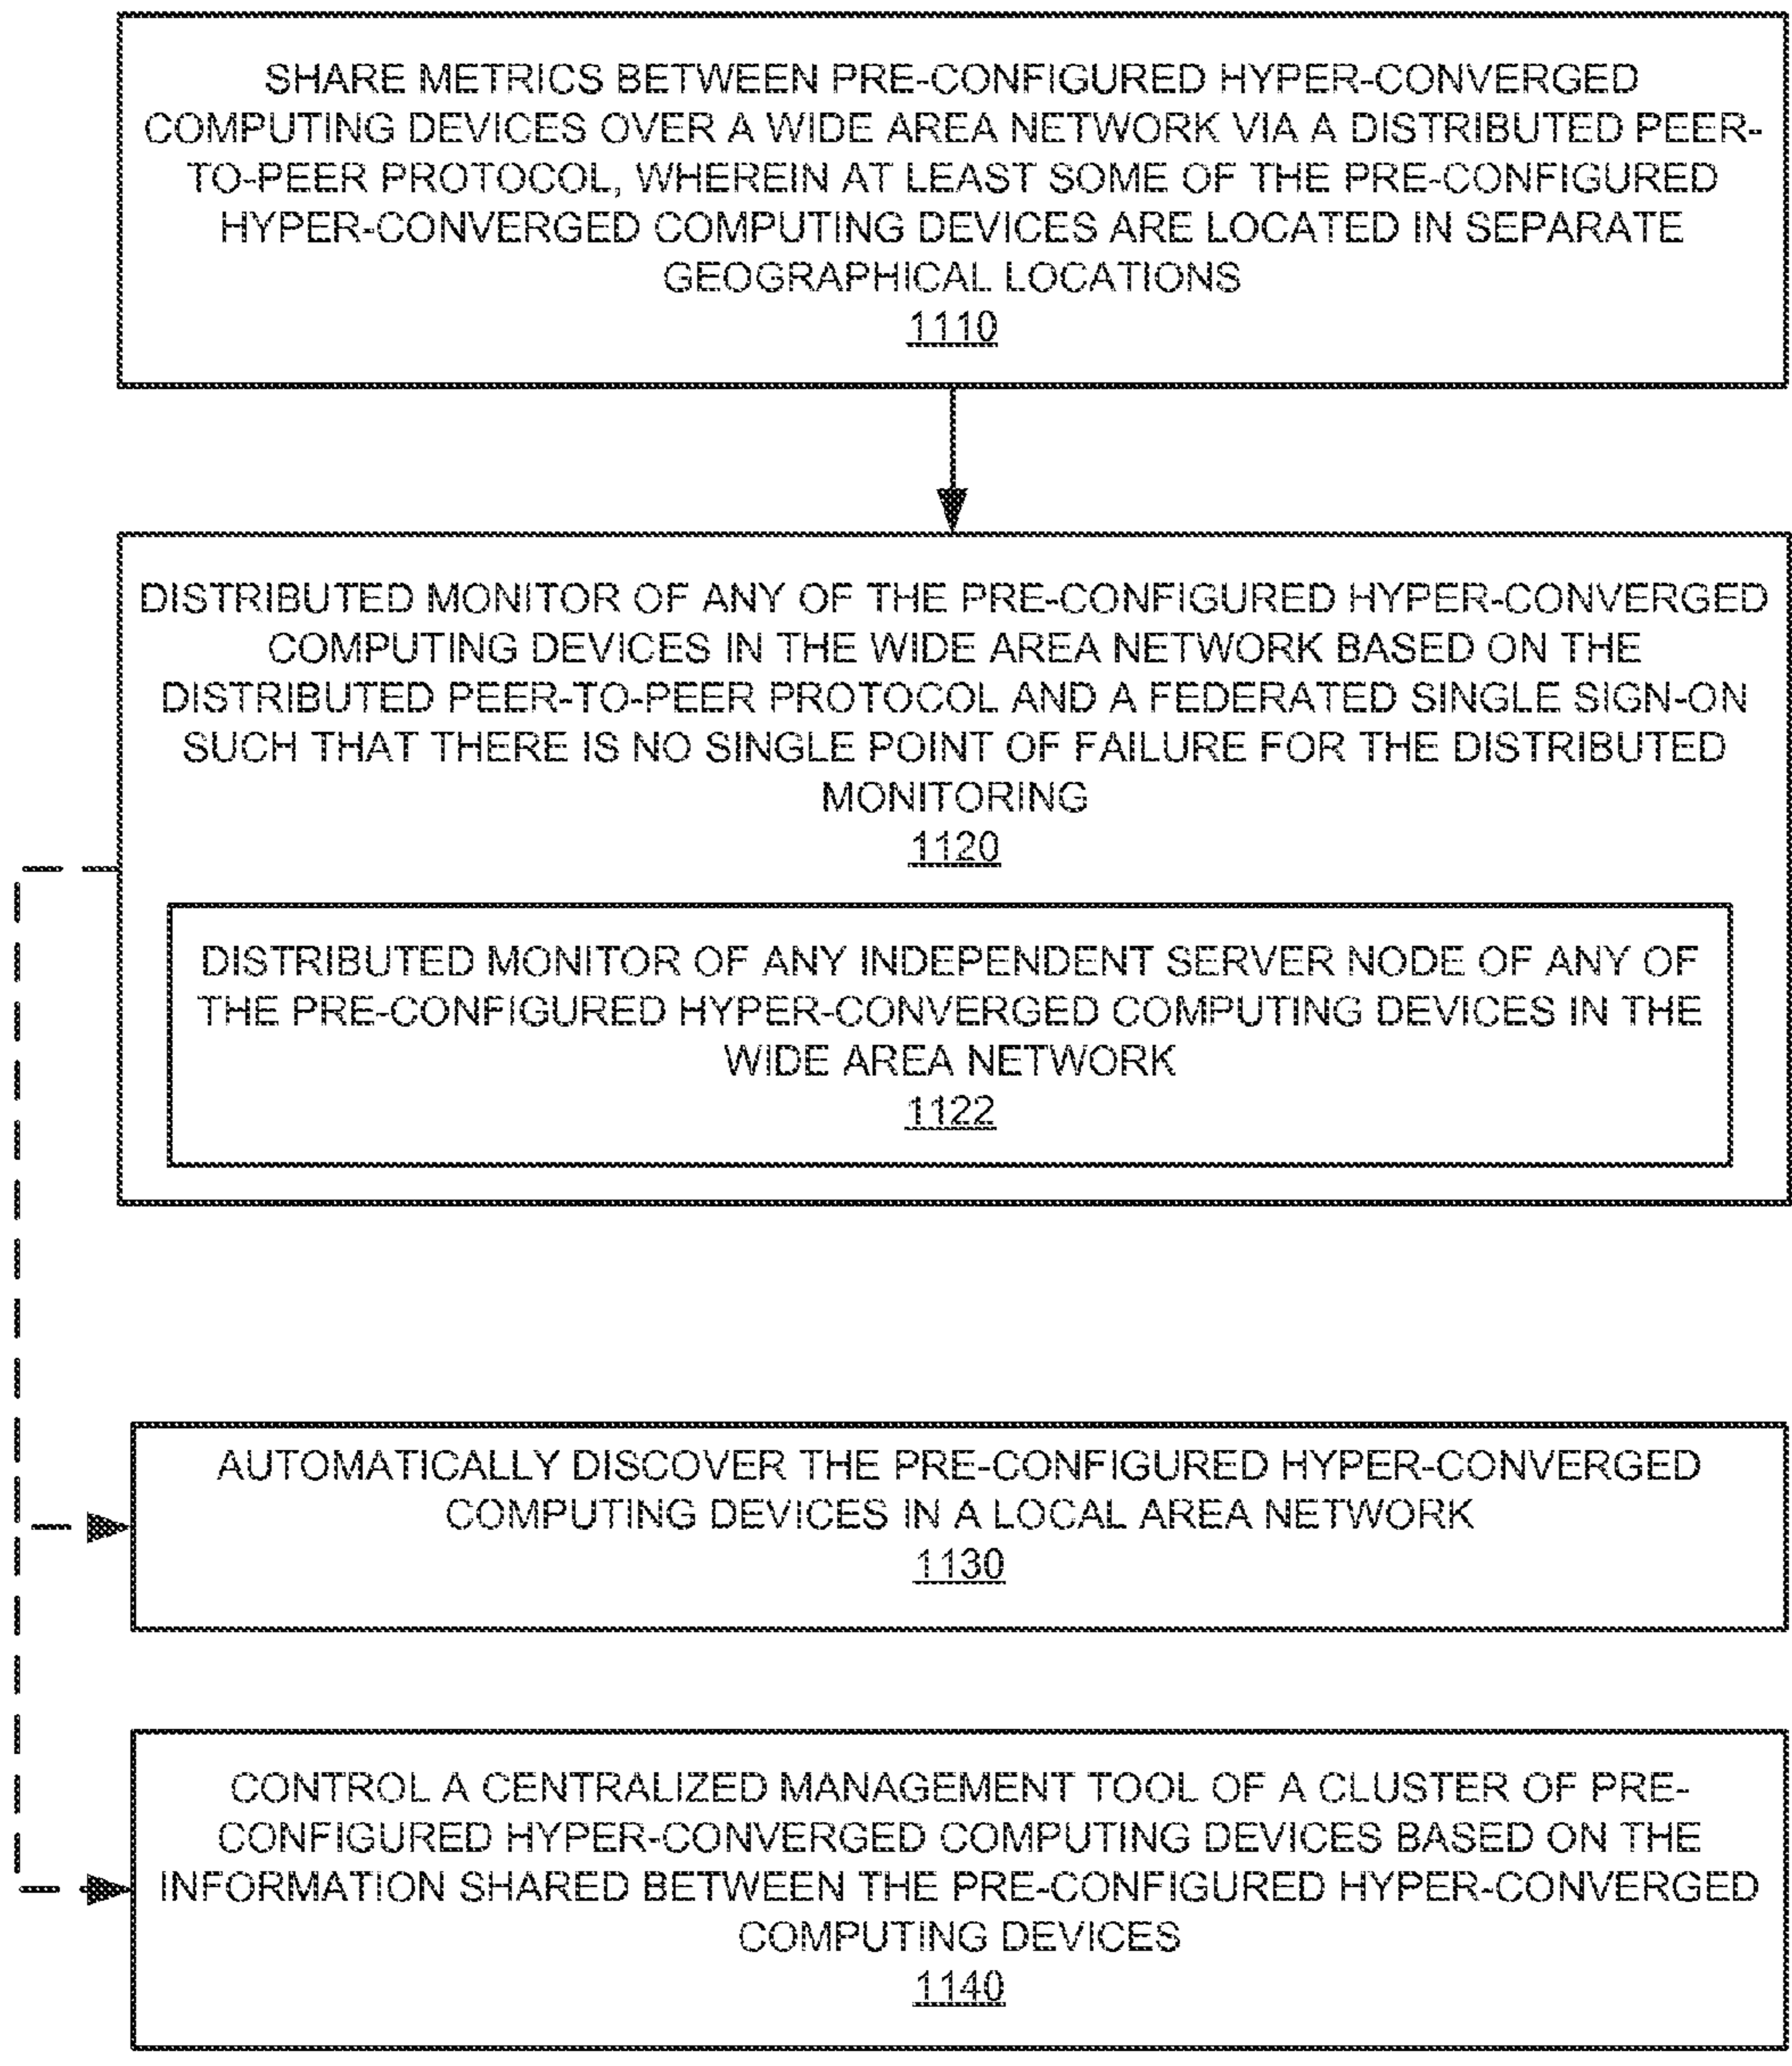 SHARE METRICS BETWEEN PRE-CONFIGURED HYPER-CONVERGED
COMPUTING DEVICES OVER A WIDE AREA NETWORK VIA A DISTRIBUTED PEER-
TO-PEER PROTOCOL, WHEREIN AT LEAST SOME OF THE PRE-CONFIGURED
HYPER-CONVERGED COMPUTING DEVICES ARE LOCATED IN SEPARATE
GEOGRAPHICAL LOCATIONS
1110
DISTRIBUTED MONITOR OF ANY OF THE PRE-CONFIGURED HYPER-CONVERGED
COMPUTING DEVICES IN THE WIDE AREA NETWORK BASED ON THE
DISTRIBUTED PEER-TO-PEER PROTOCOL AND A FEDERATED SINGLE SIGN-ON
SUCH THAT THERE IS NO SINGLE POINT OF FAILURE FOR THE DISTRIBUTED
MONITORING
1120
DISTRIBUTED MONITOR OF ANY INDEPENDENT SERVER NODE OF ANY OF
THE PRE-CONFIGURED HYPER-CONVERGED COMPUTING DEVICES IN THE
WIDE AREA NETWORK
1122
AUTOMATICALLY DISCOVER THE PRE-CONFIGURED HYPER-CONVERGED
COMPUTING DEVICES IN A LOCAL AREA NETWORK
1130
CONTROL A CENTRALIZED MANAGEMENT TOOL OF A CLUSTER OF PRE-
CONFIGURED HYPER-CONVERGED COMPUTING DEVICES BASED ON THE
INFORMATION SHARED BETWEEN THE PRE-CONFIGURED HYPER-CONVERGED
COMPUTING DEVICES
1140